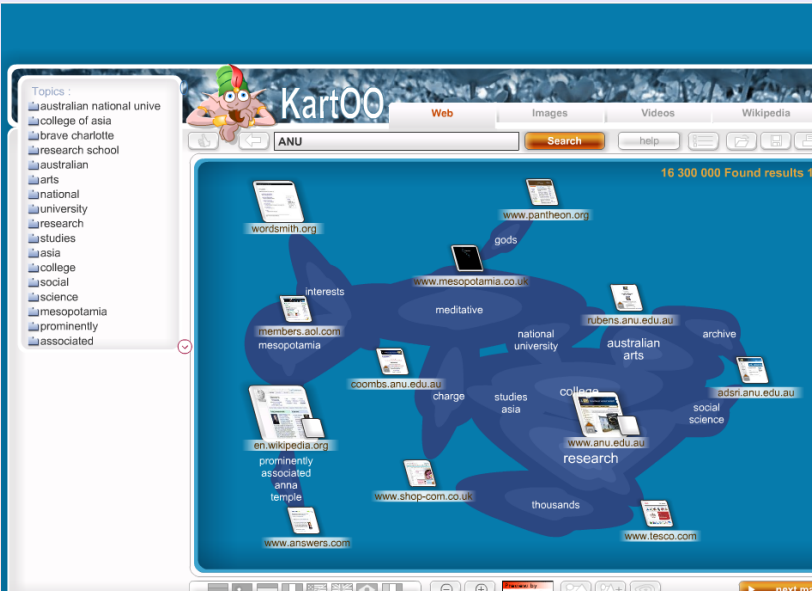 Topics :
australian national unive
college of asia
brave charlotte
research school
australian
arts
national
university
research
studies
asia
college
social
science
mesopotamia
prominently
associated
KartOO
Web
Images
Videos
Wikipedia
ANU
Search
help
16 300 000 Found results 1
wordsmith.org
www.pantheon.org
gods
www.mesopotamia.co.uk
interests
meditative
members.aol.com
mesopotamia
rubens.anu.edu.au
national
university
australian
arts
archive
coombs.anu.edu.au
charge
studies
asia
college
adsri.anu.edu.au
social
science
www.anu.edu.au
research
en.wikipedia.org
prominently
associated
anna
temple
www.shop-com.co.uk
thousands
www.answers.com
www.tesco.com
next ma